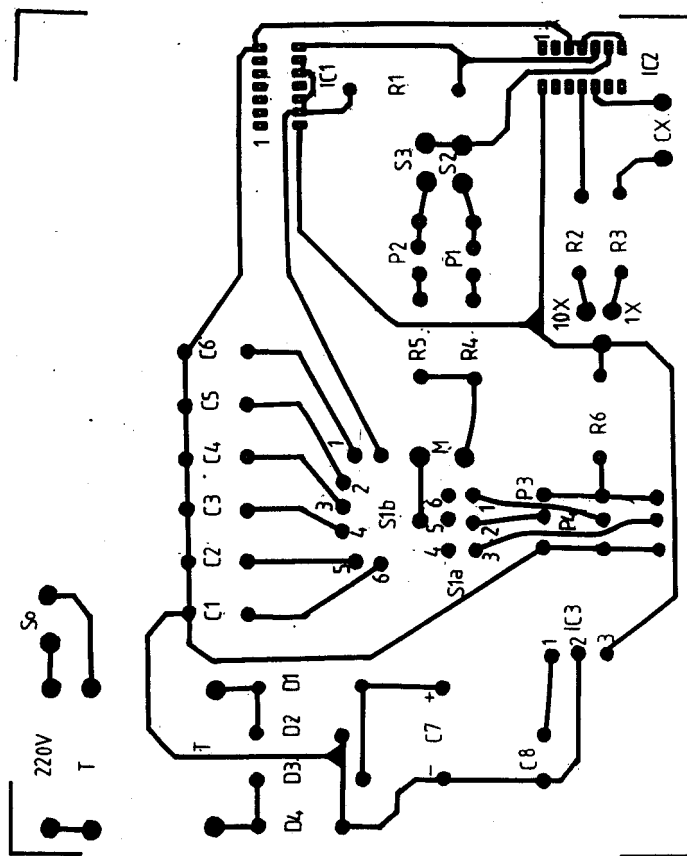 220V So
T
T C1 C2 C3 C4 C5 C6
1
D4 D3 D2 D1 IC1
5 4 3 2 1
6
S1b
R1
P2 S3
R5
C7 - +
M
S1a 4 5 6
P1 S2
R4
3 2 1
C8
P3
1 IC3 P4 10X 1
2 R2
3 R6 R3
1X
IC2
CX